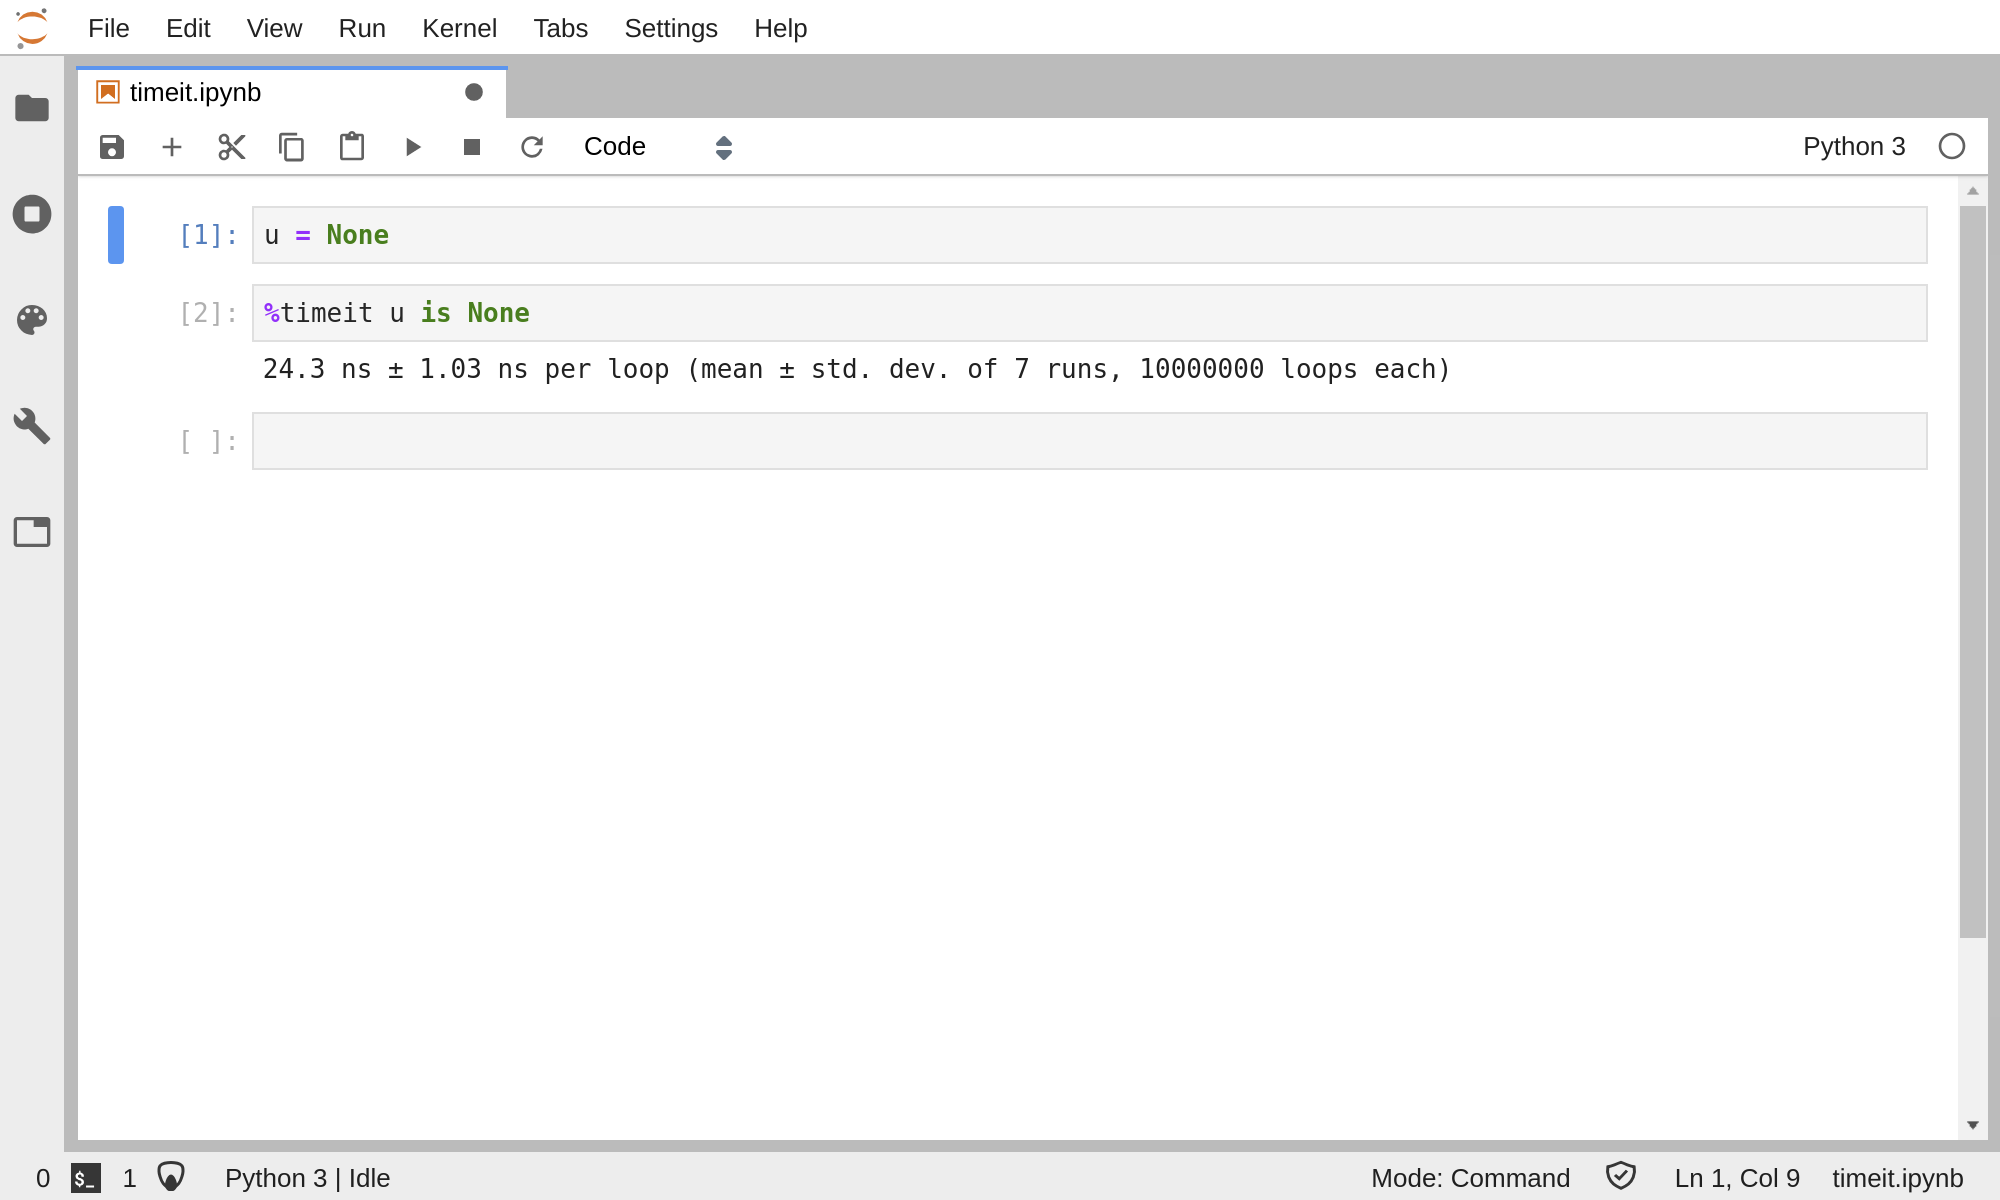 File Edit View Run Kernel Tabs Settings Help
timeit.ipynb
Code Python 3
[1]: u = None
[2]: %timeit u is None
24.3 ns ± 1.03 ns per loop (mean ± std. dev. of 7 runs, 10000000 loops each)
[ ]:
0 $_ 1 Python 3 | Idle Mode: Command Ln 1, Col 9 timeit.ipynb